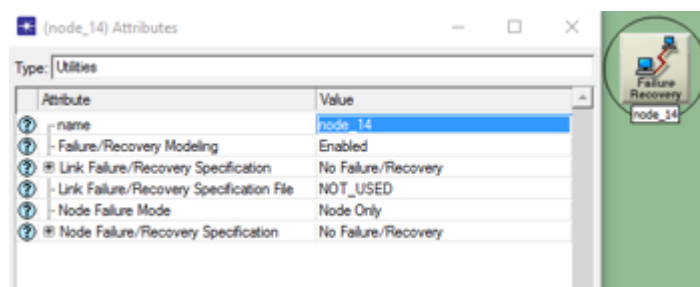 (node_14) Attributes
Type: Utilities
Attribute Value
name node_14
Failure/Recovery Modeling Enabled
Link Failure/Recovery Specification No Failure/Recovery
Link Failure/Recovery Specification File NOT_USED
Node Failure Mode Node Only
Node Failure/Recovery Specification No Failure/Recovery
Failure
Recovery
node_14